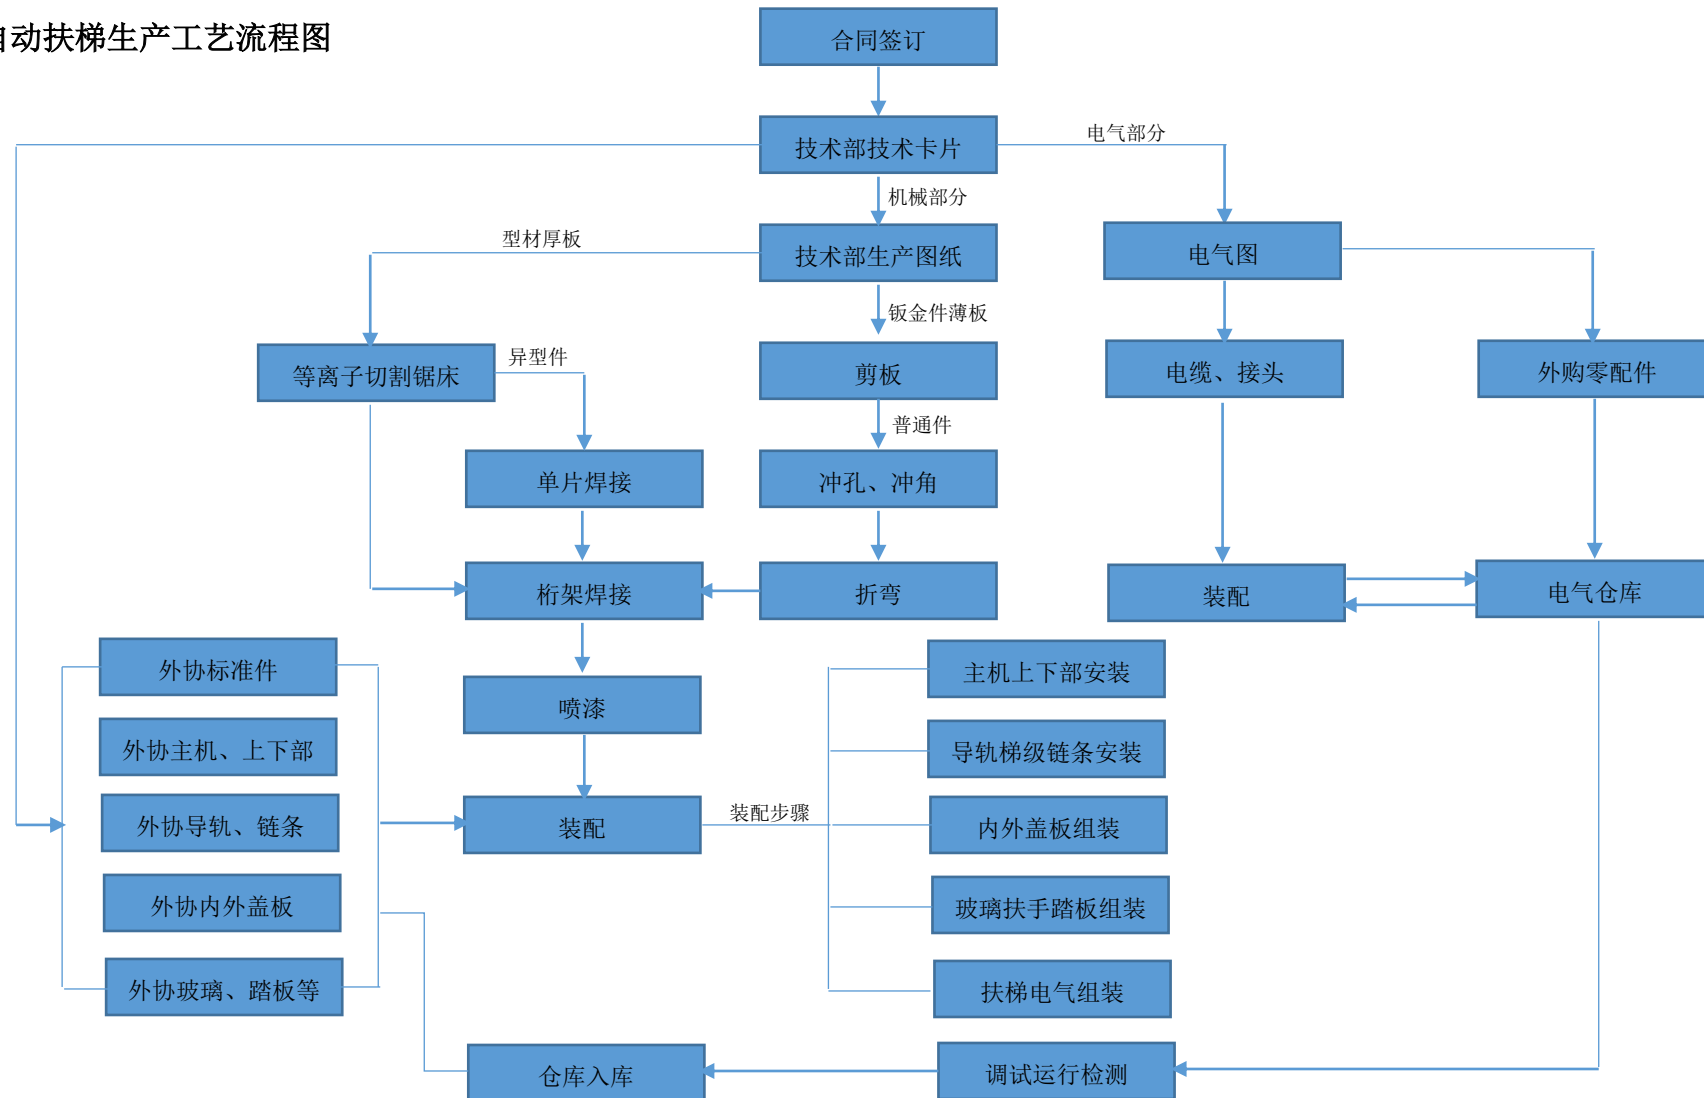 自动扶梯生产工艺流程图
合同签订
技术部技术卡片
电气部分
机械部分
型材厚板
技术部生产图纸
电气图
钣金件薄板
异型件
等离子切割锯床
剪板
电缆、接头
外购零配件
普通件
单片焊接
冲孔、冲角
桁架焊接
折弯
装配
电气仓库
外协标准件
主机上下部安装
喷漆
外协主机、上下部
导轨梯级链条安装
装配步骤
外协导轨、链条
装配
内外盖板组装
外协内外盖板
玻璃扶手踏板组装
外协玻璃、踏板等
扶梯电气组装
仓库入库
调试运行检测